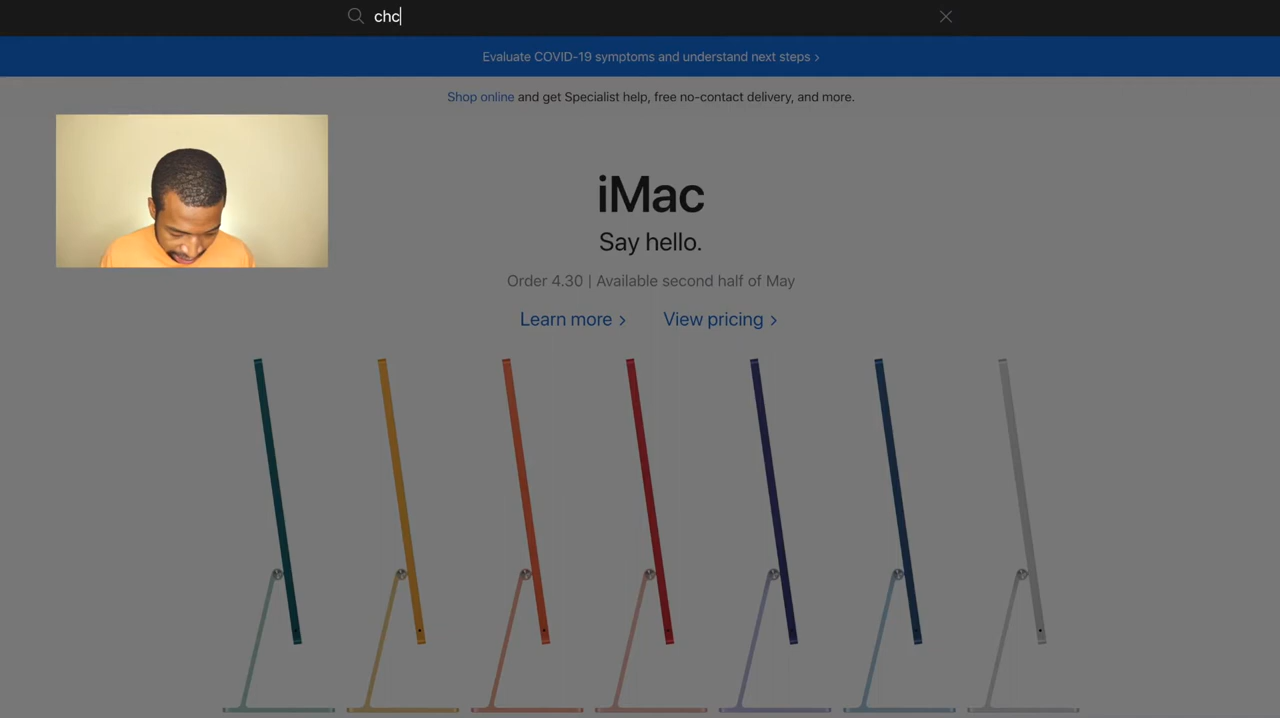 chc
Evaluate COVID-19 symptoms and understand next steps ›
Shop online and get Specialist help, free no-contact delivery, and more.
iMac
Say hello.
Order 4.30 | Available second half of May
Learn more › View pricing ›